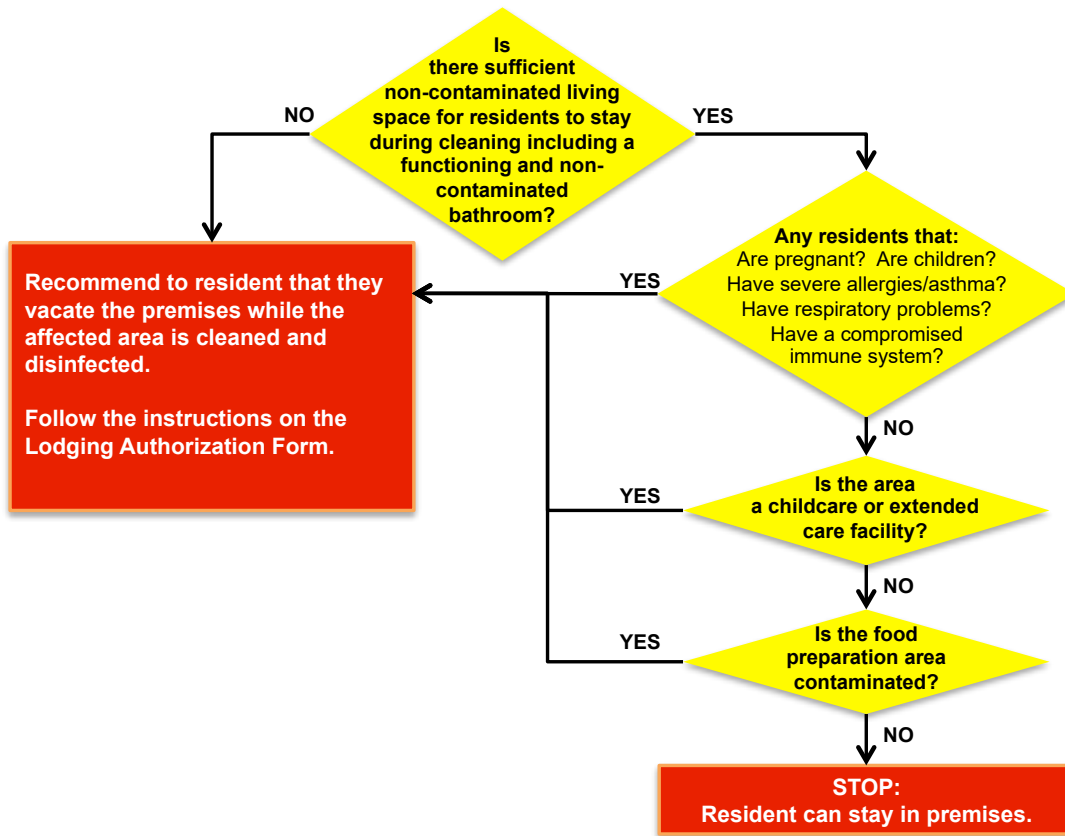 Is
there sufficient
non-contaminated living
space for residents to stay
during cleaning including a
functioning and non-
contaminated
bathroom?
NO
YES
Recommend to resident that they
vacate the premises while the
affected area is cleaned and
disinfected.
Follow the instructions on the
Lodging Authorization Form.
Any residents that:
Are pregnant?  Are children?
Have severe allergies/asthma?
Have respiratory problems?
Have a compromised
immune system?
YES
NO
Is the area
a childcare or extended
care facility?
YES
NO
Is the food
preparation area
contaminated?
YES
NO
STOP:
Resident can stay in premises.